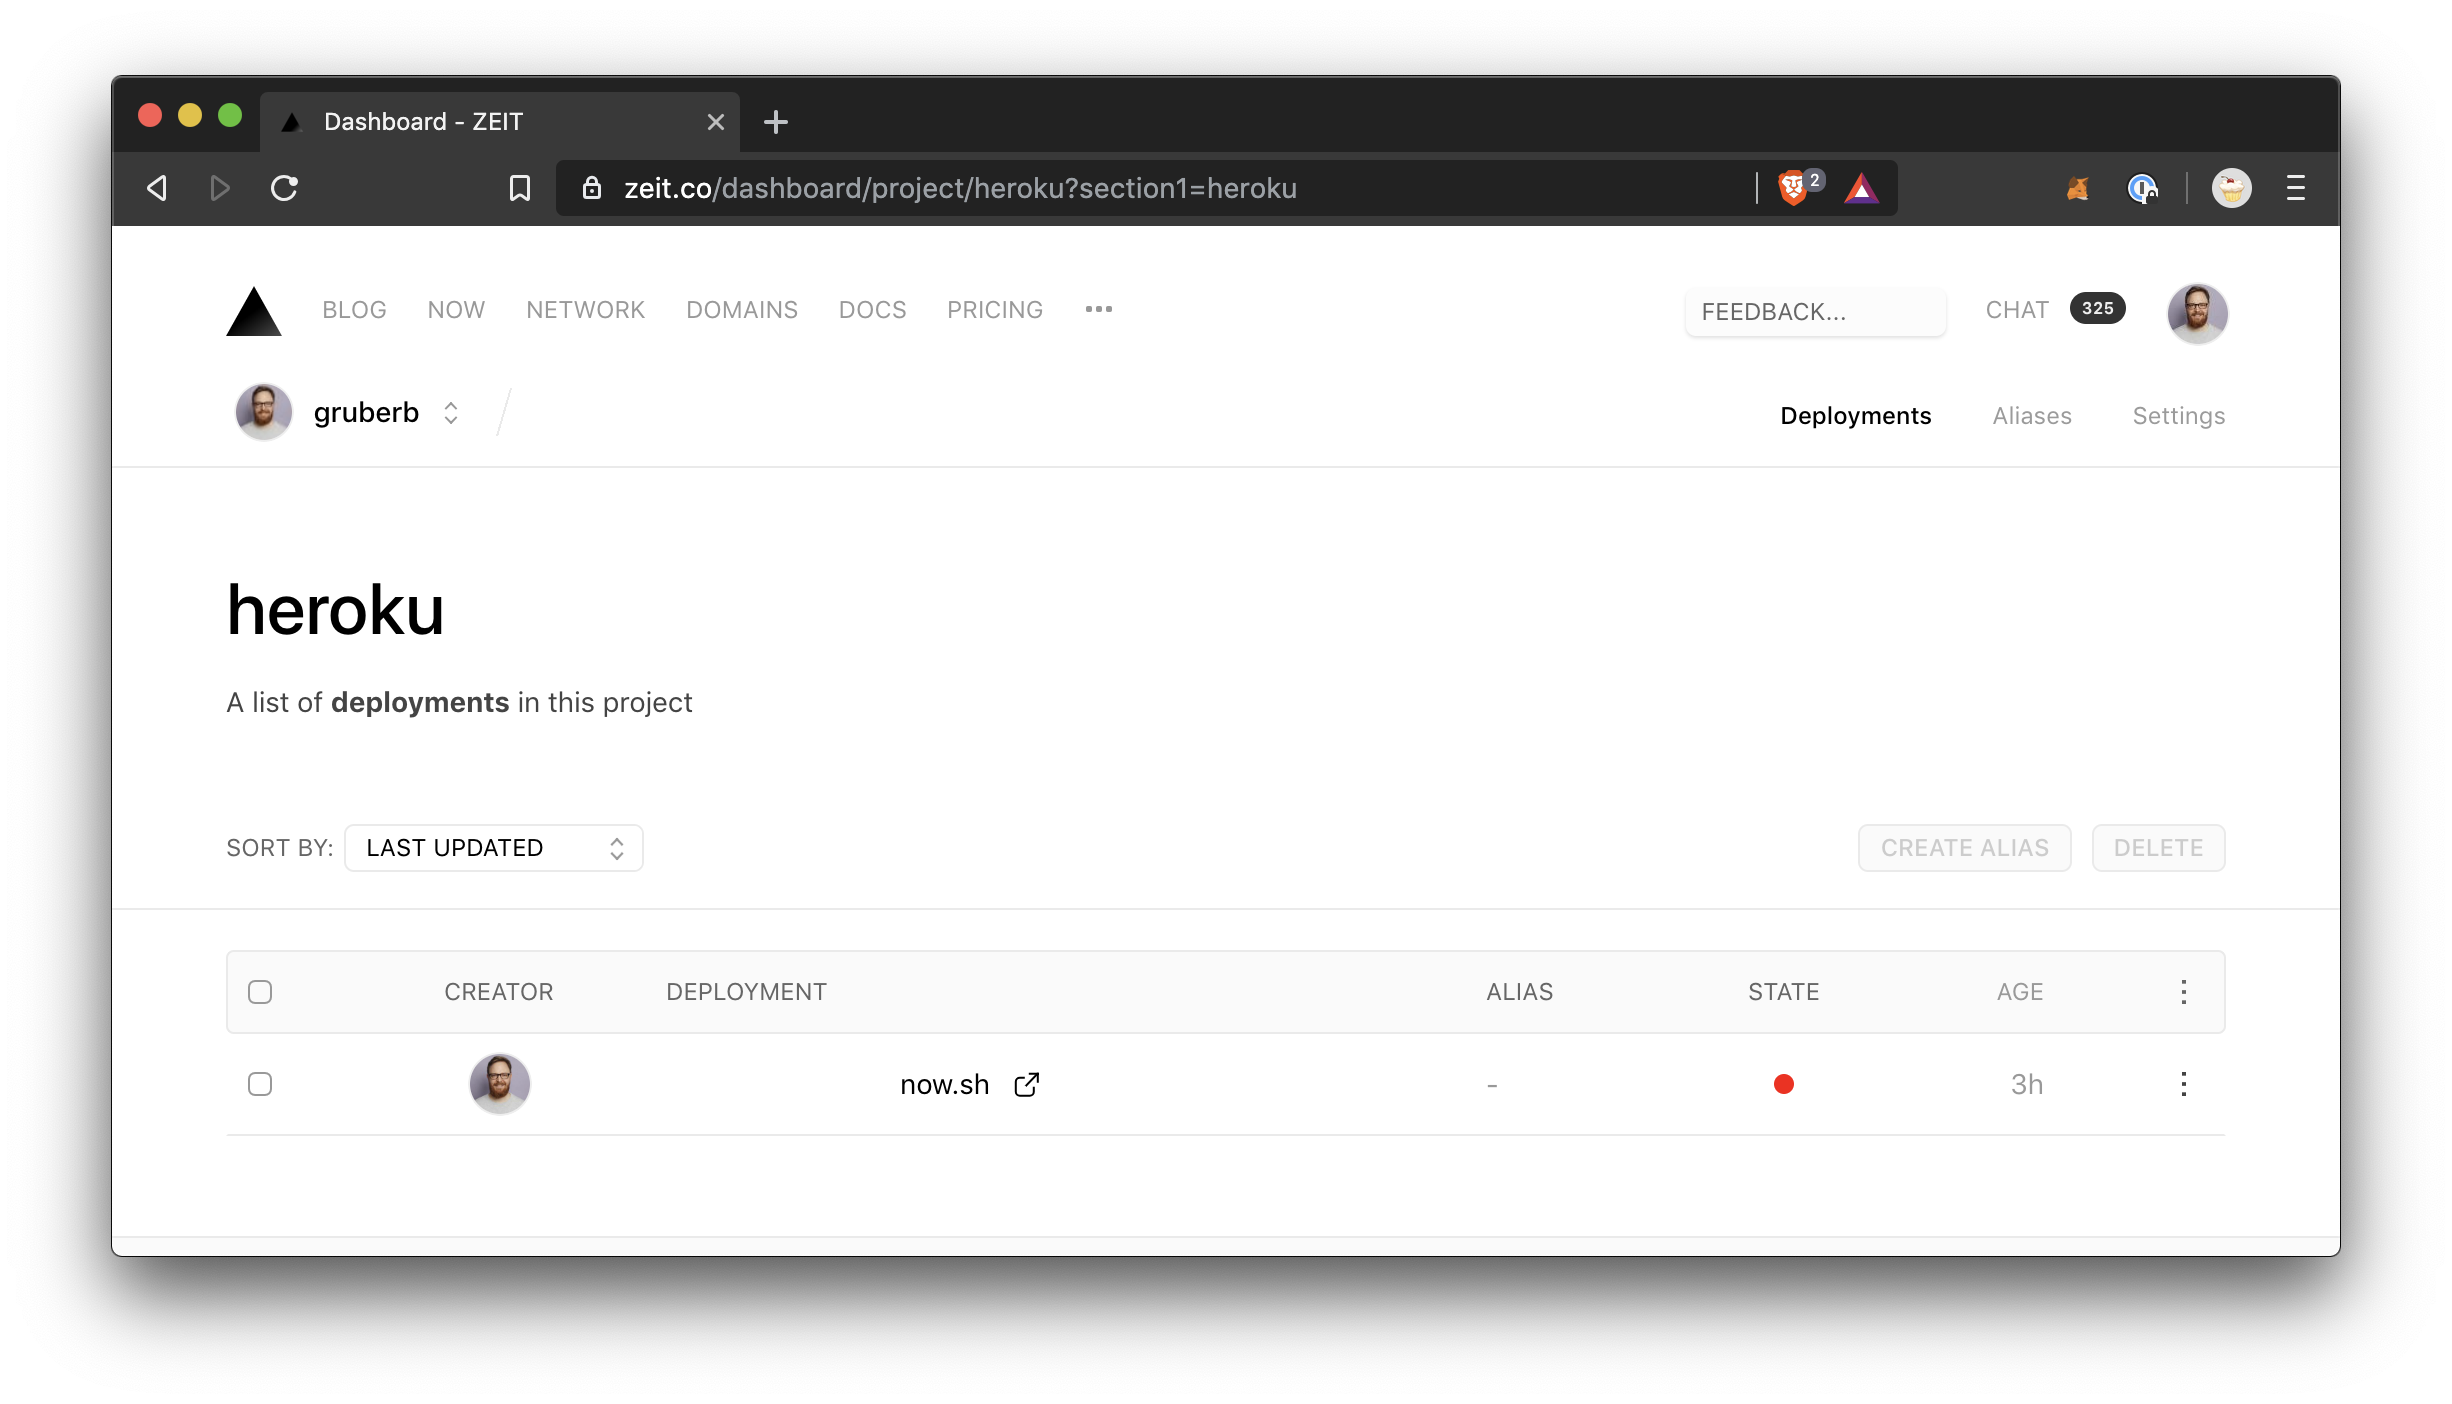 Dashboard - ZEIT
zeit.co/dashboard/project/heroku?section1=heroku
2
BLOG NOW NETWORK DOMAINS DOCS PRICING
FEEDBACK...
CHAT 325
gruberb
Deployments Aliases Settings
heroku
A list of deployments in this project
SORT BY: LAST UPDATED
CREATE ALIAS DELETE
CREATOR DEPLOYMENT ALIAS STATE AGE
now.sh - 3h